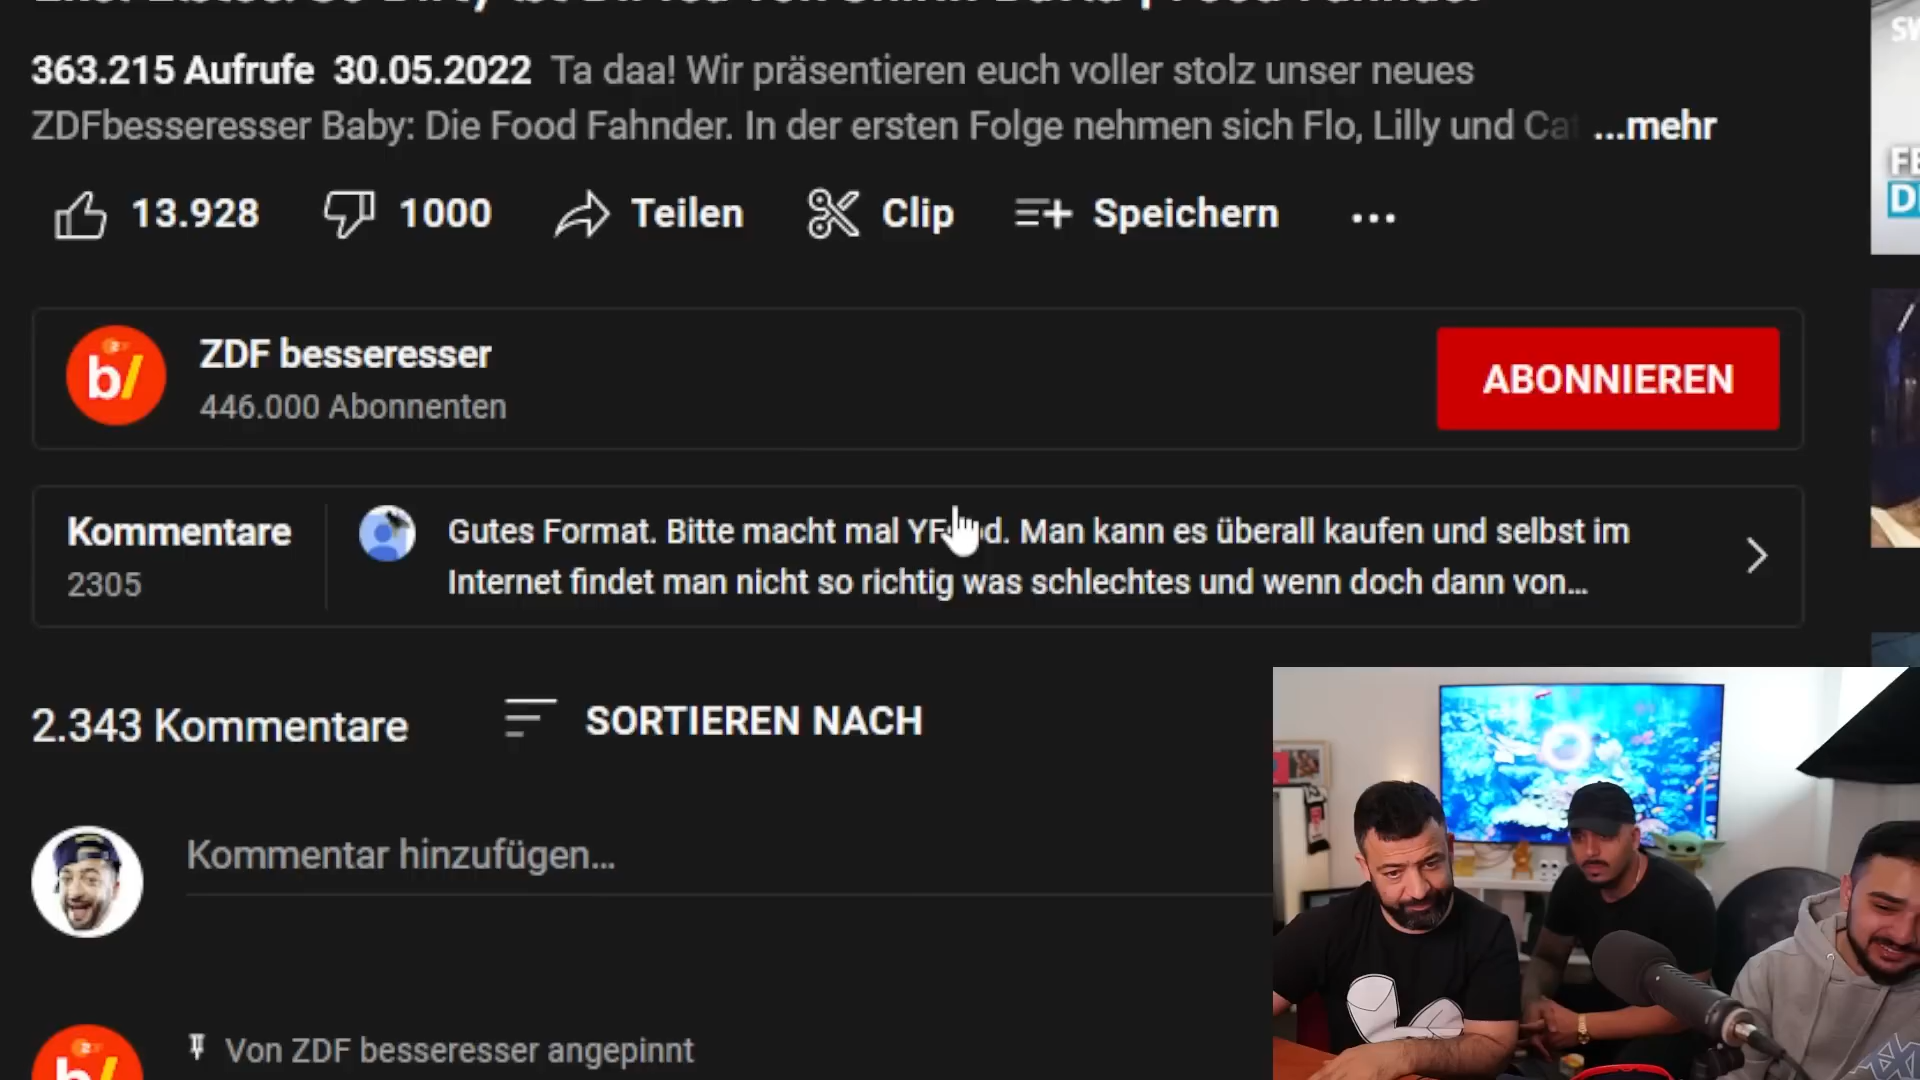 363.215 Aufrufe 30.05.2022 Ta daa! Wir präsentieren euch voller stolz unser neues
ZDFbesseresser Baby: Die Food Fahnder. In der ersten Folge nehmen sich Flo, Lilly und ...mehr
13.928 1000 Teilen Clip Speichern ...
b/ ZDF besseresser
446.000 Abonnenten
ABONNIEREN
Kommentare
2305
Gutes Format. Bitte macht mal Man kann es überall kaufen und selbst im
Internet findet man nicht so richtig was schlechtes und wenn doch dann von...
2.343 Kommentare SORTIEREN NACH
Kommentar hinzufügen...
Von ZDF besseresser angepinnt